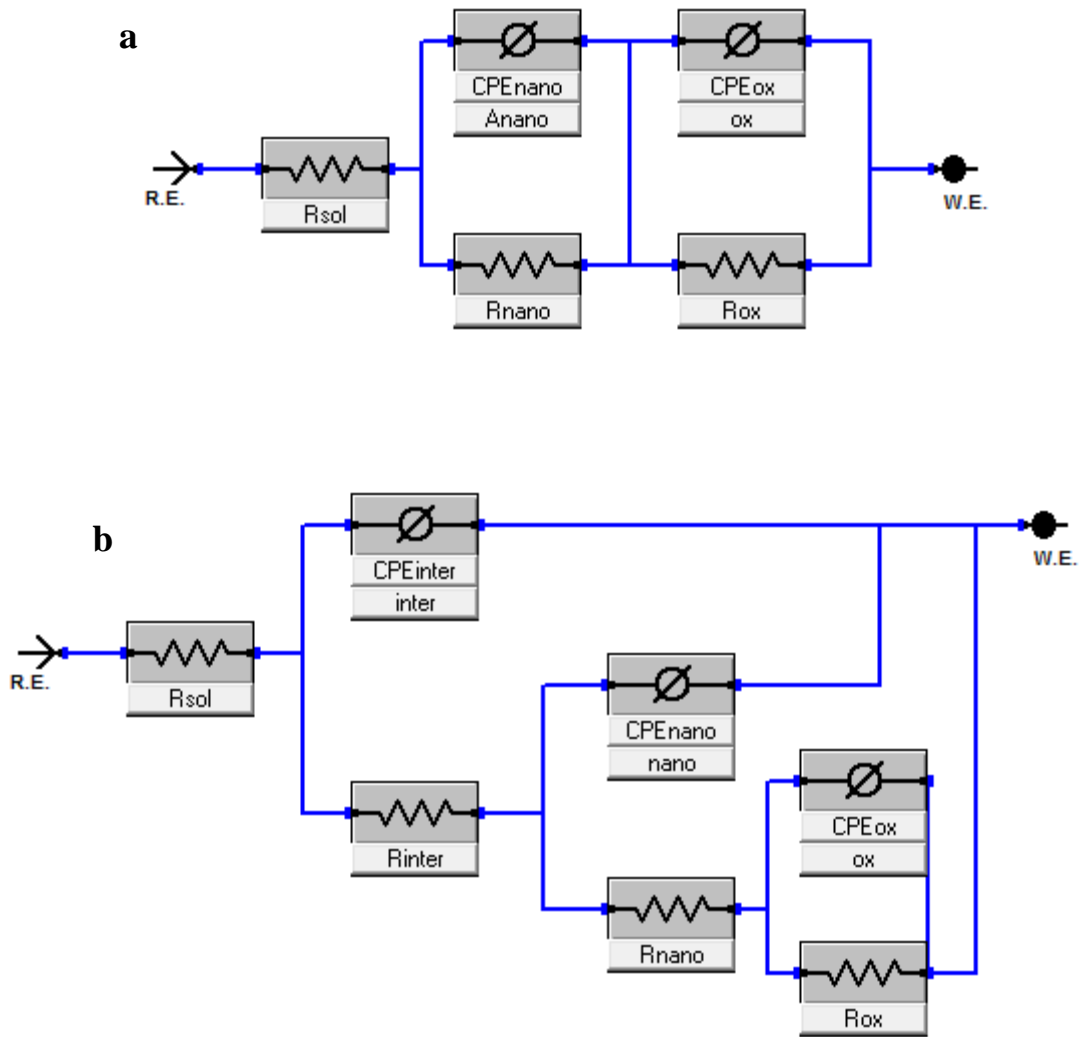 a
CPEnano
Anano
CPEox
ox
R.E.
Rsol
W.E.
Rnano
Rox
b
CPEinter
inter
W.E.
R.E.
Rsol
CPEnano
nano
CPEox
ox
Rinter
Rnano
Rox